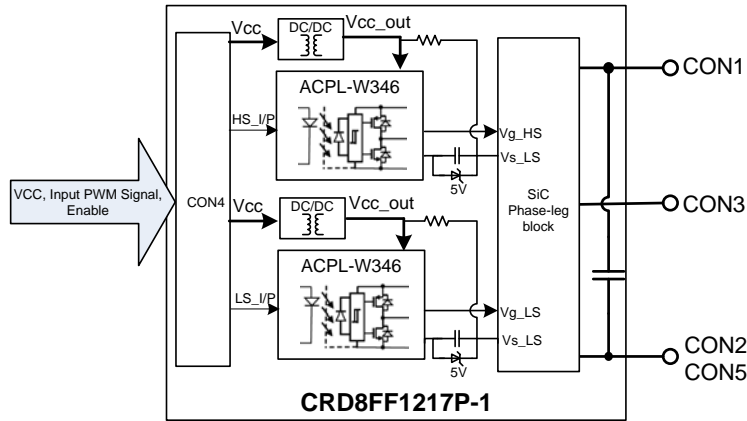 VCC, Input PWM Signal,
Enable
CON4
Vcc
DC/DC
Vcc_out
ACPL-W346
HS_I/P
Vg_HS
Vs_LS
5V
Vcc
DC/DC
Vcc_out
ACPL-W346
LS_I/P
Vg_LS
Vs_LS
5V
SiC
Phase-leg
block
CON1
CON3
CON2
CON5
CRD8FF1217P-1